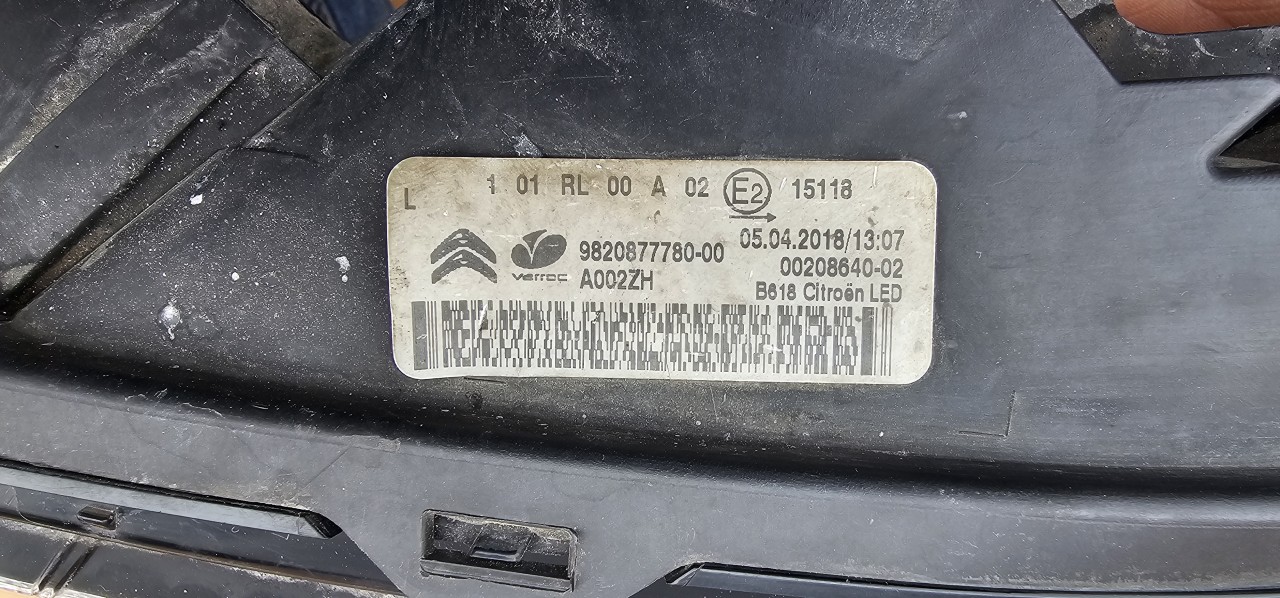 L 1 01 RL 00 A 02 E2 15118
varroc 9820877780-00 05.04.2018/13:07
A002ZH 00208640-02
B618 Citroën LED